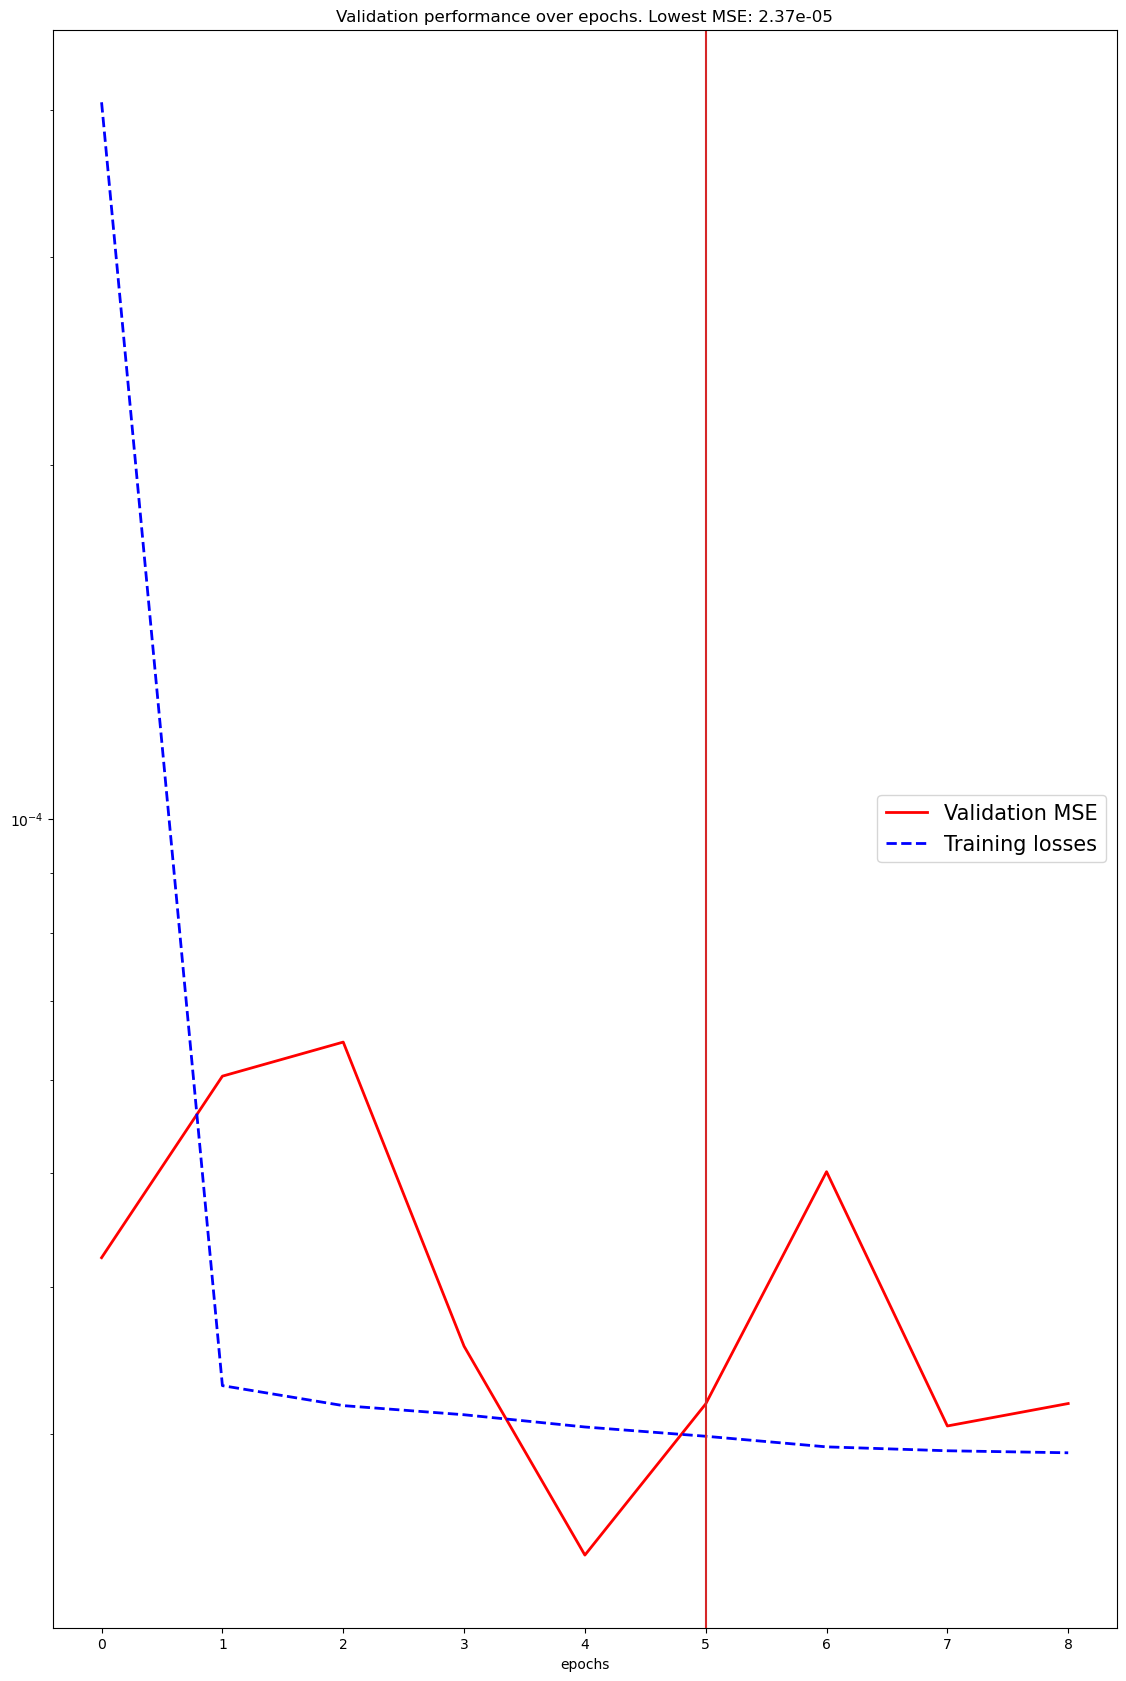 Validation performance over epochs. Lowest MSE: 2.37e-05
10⁻⁴
Validation MSE
Training losses
0 1 2 3 4 5 6 7 8
epochs